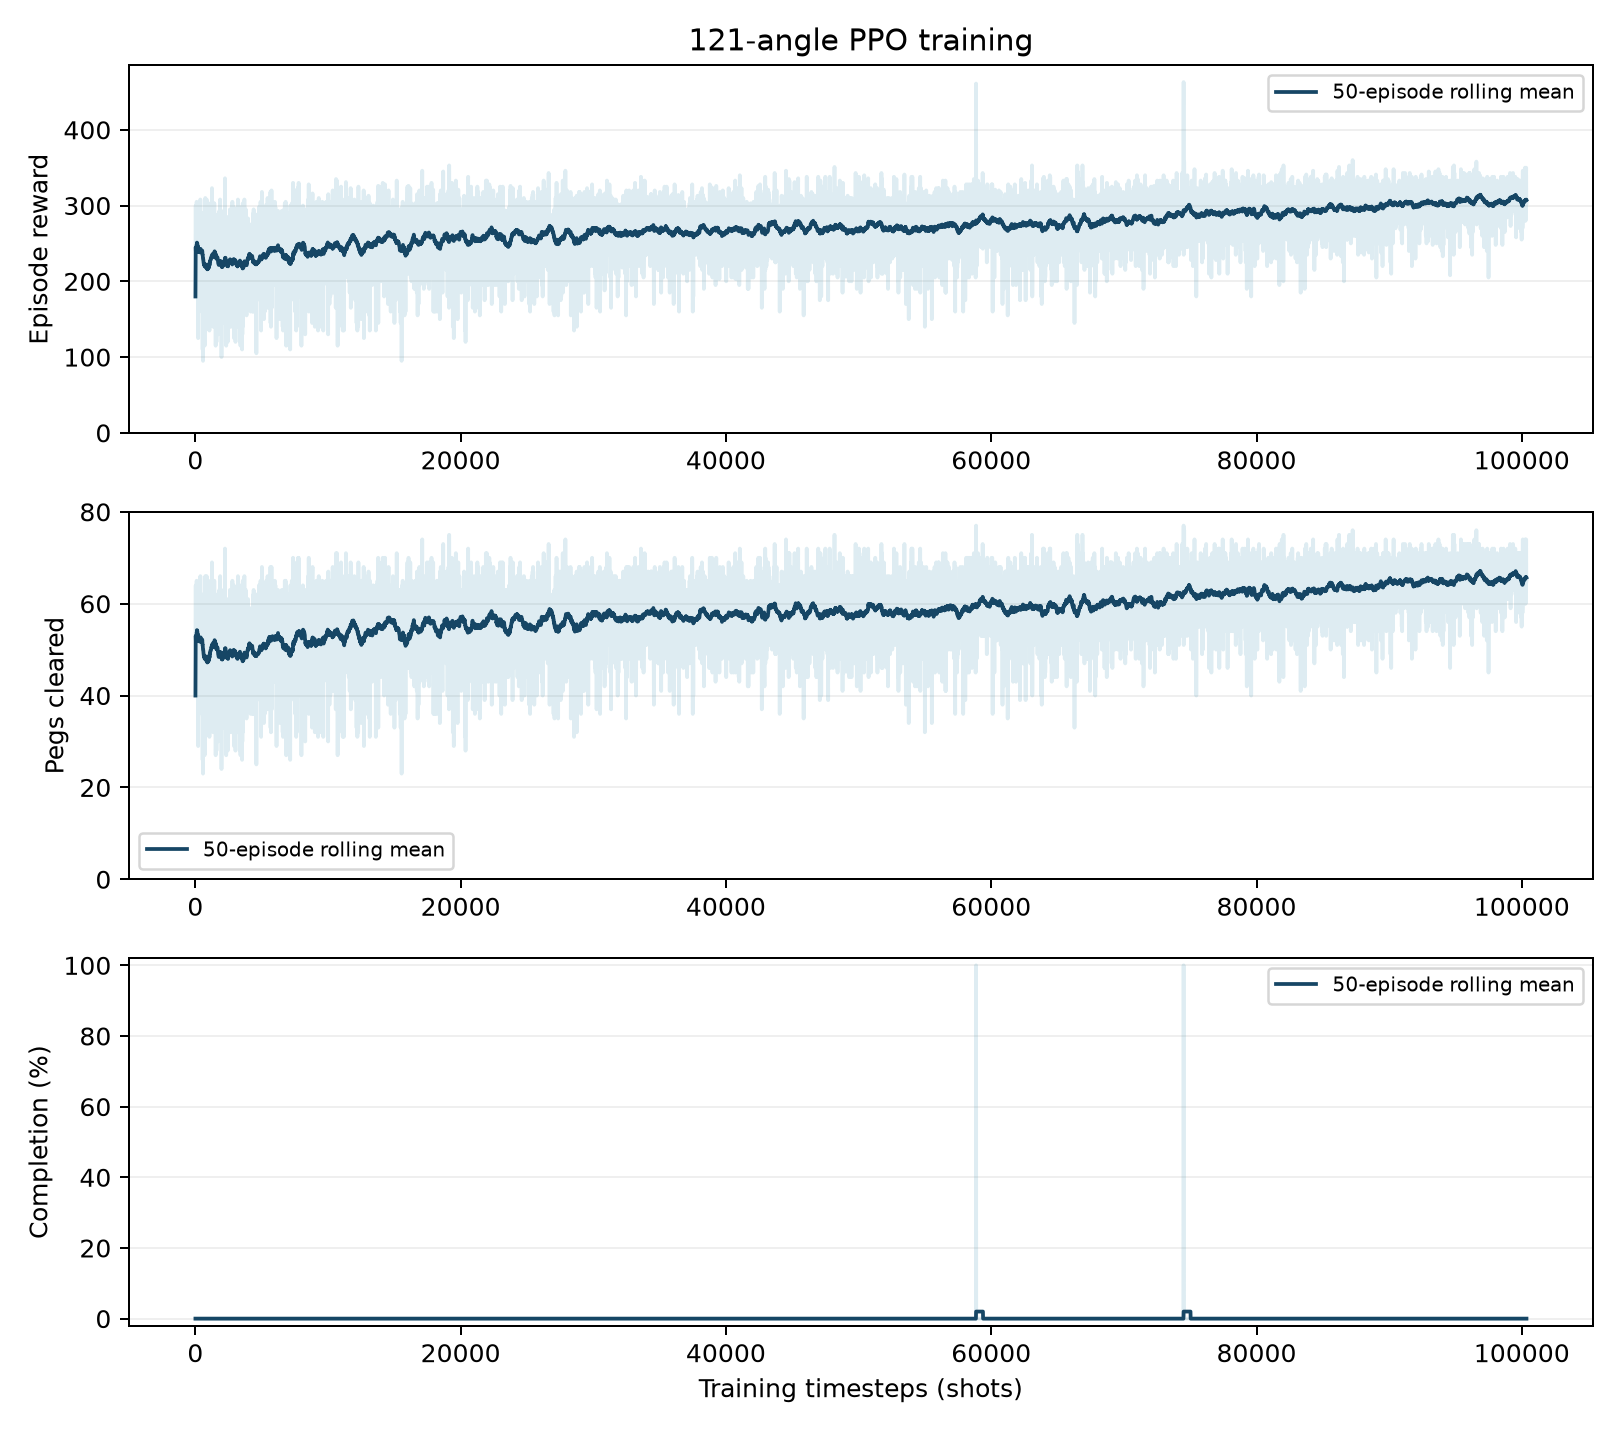 121-angle PPO training
Episode reward
400
300
200
100
0
50-episode rolling mean
0 20000 40000 60000 80000 100000
Pegs cleared
80
60
40
20
0
50-episode rolling mean
0 20000 40000 60000 80000 100000
Completion (%)
100
80
60
40
20
0
50-episode rolling mean
0 20000 40000 60000 80000 100000
Training timesteps (shots)